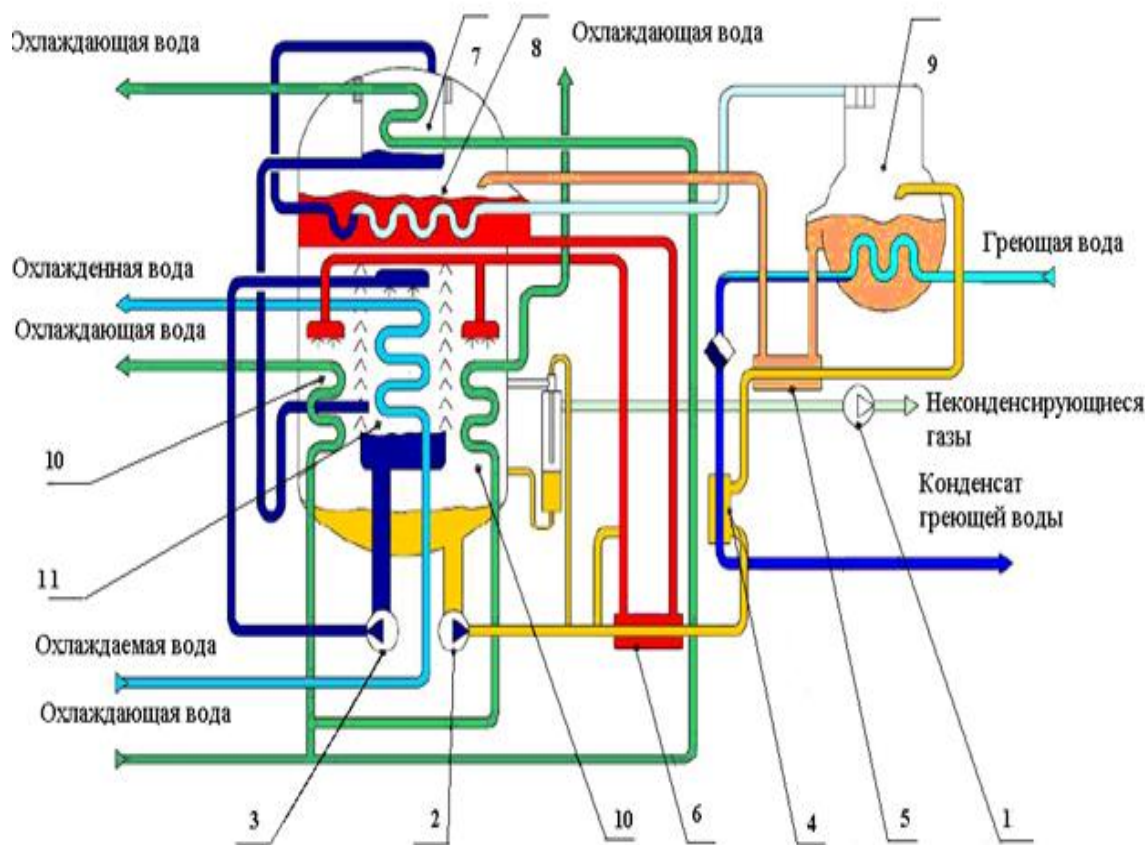 Охлаждающая вода
7
8
Охлаждающая вода
9
Охлажденная вода
Греющая вода
Охлаждающая вода
Неконденсирующиеся
газы
10
Конденсат
греющей воды
11
Охлаждаемая вода
Охлаждающая вода
3
2
10
6
4
5
1